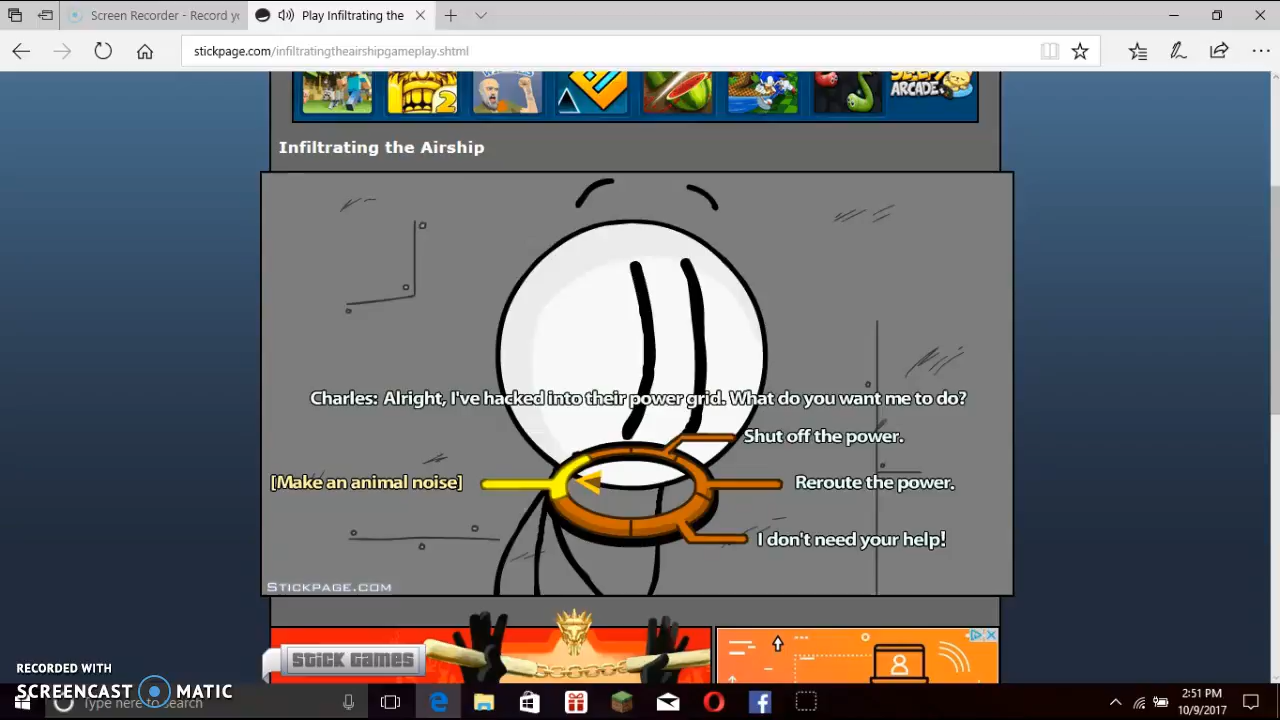 Screen Recorder - Record yo
Play Infiltrating the
stickpage.com/infiltratingtheairshipgameplay.shtml
2
ARCADE
Infiltrating the Airship
Charles: Alright, I've hacked into their power grid. What do you want me to do?
Shut off the power.
[Make an animal noise]
Reroute the power.
I don't need your help!
STICKPAGE.COM
STICK GAMES
RECORDED WITH
SCREENCAST MATIC
Type here to search
2:51 PM
10/9/2017